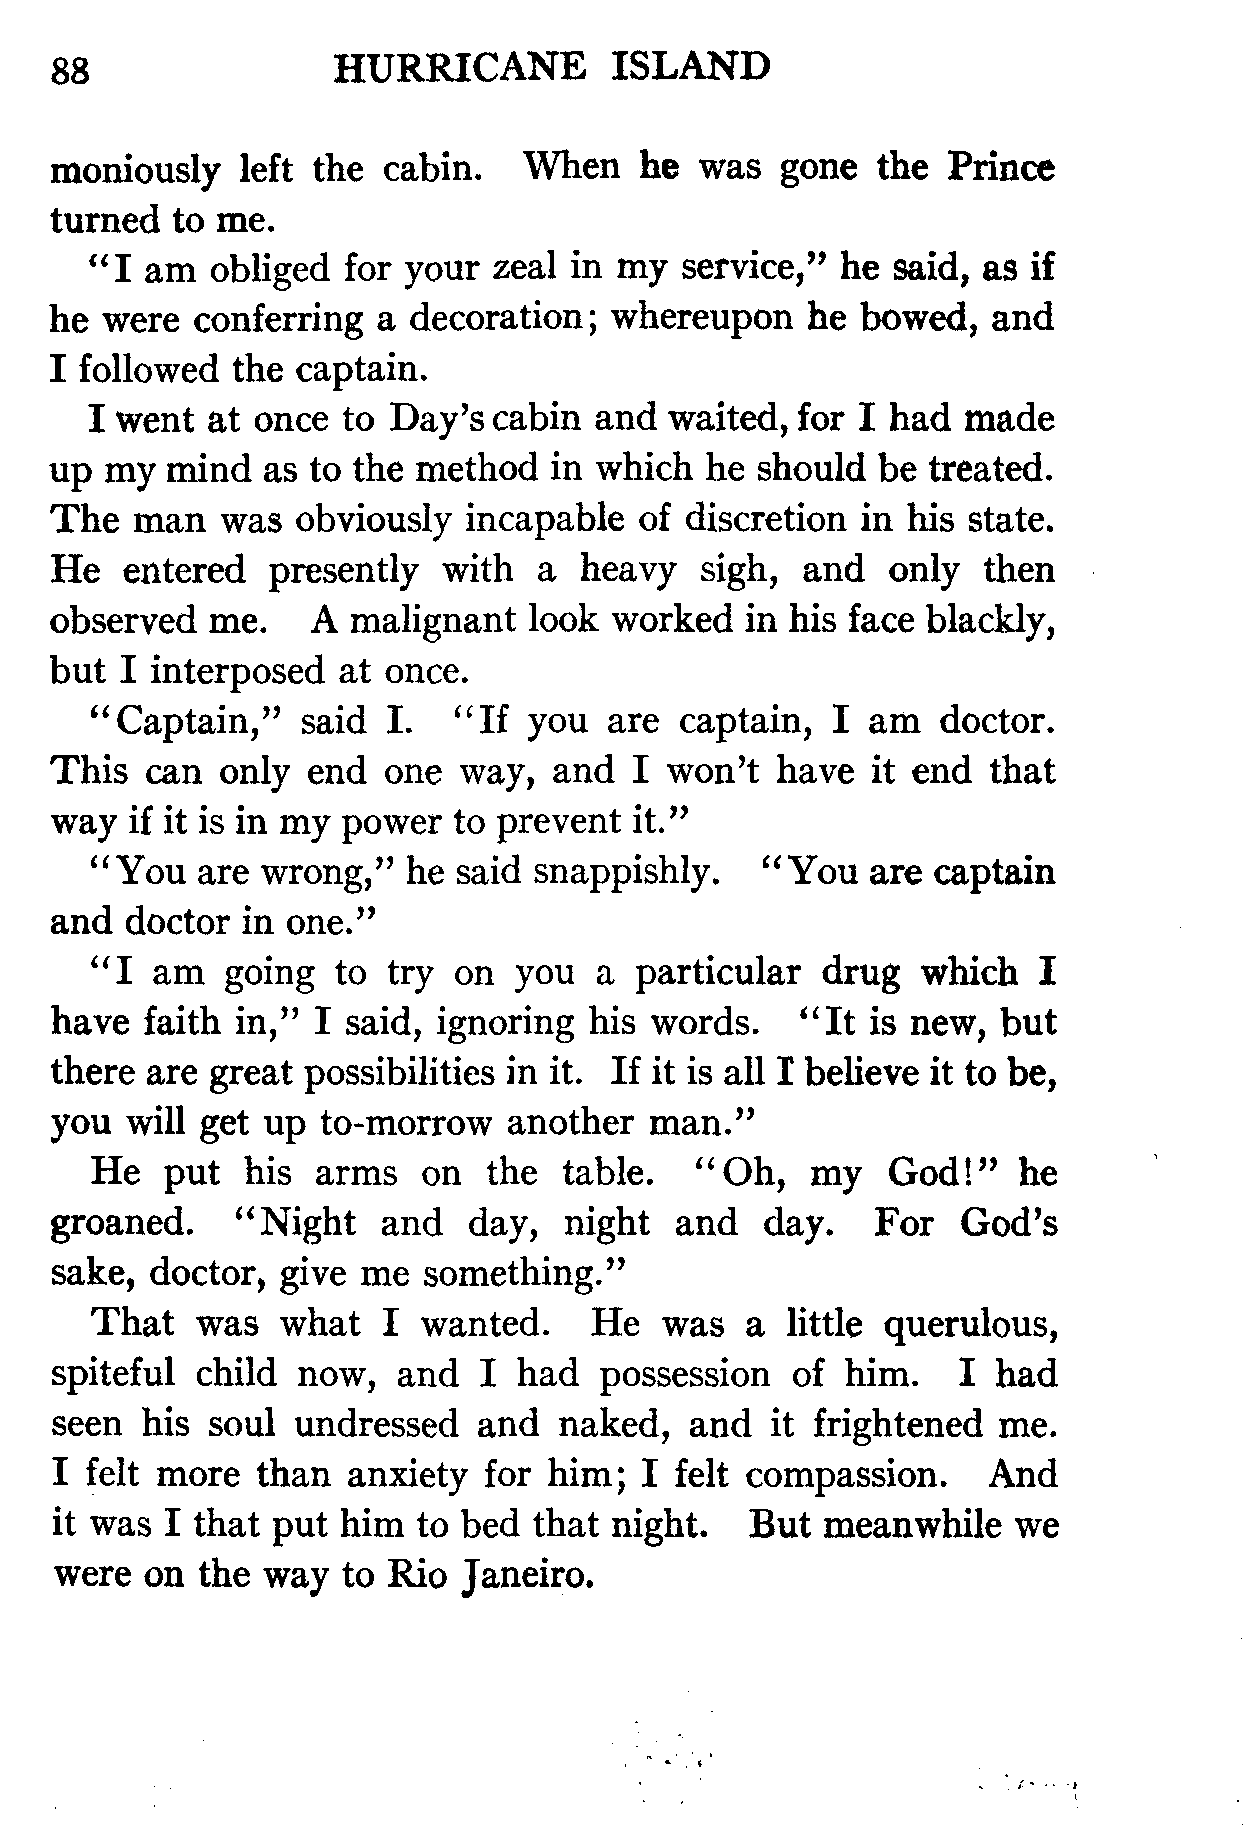 88 HURRICANE ISLAND
moniously left the cabin. When he was gone the Prince
turned to me.
"I am obliged for your zeal in my service," he said, as if
he were conferring a decoration; whereupon he bowed, and
I followed the captain.
I went at once to Day's cabin and waited, for I had made
up my mind as to the method in which he should be treated.
The man was obviously incapable of discretion in his state.
He entered presently with a heavy sigh, and only then
observed me. A malignant look worked in his face blackly,
but I interposed at once.
"Captain," said I. "If you are captain, I am doctor.
This can only end one way, and I won't have it end that
way if it is in my power to prevent it."
"You are wrong," he said snappishly. "You are captain
and doctor in one."
"I am going to try on you a particular drug which I
have faith in," I said, ignoring his words. "It is new, but
there are great possibilities in it. If it is all I believe it to be,
you will get up to-morrow another man."
He put his arms on the table. "Oh, my God!" he
groaned. "Night and day, night and day. For God's
sake, doctor, give me something."
That was what I wanted. He was a little querulous,
spiteful child now, and I had possession of him. I had
seen his soul undressed and naked, and it frightened me.
I felt more than anxiety for him; I felt compassion. And
it was I that put him to bed that night. But meanwhile we
were on the way to Rio Janeiro.